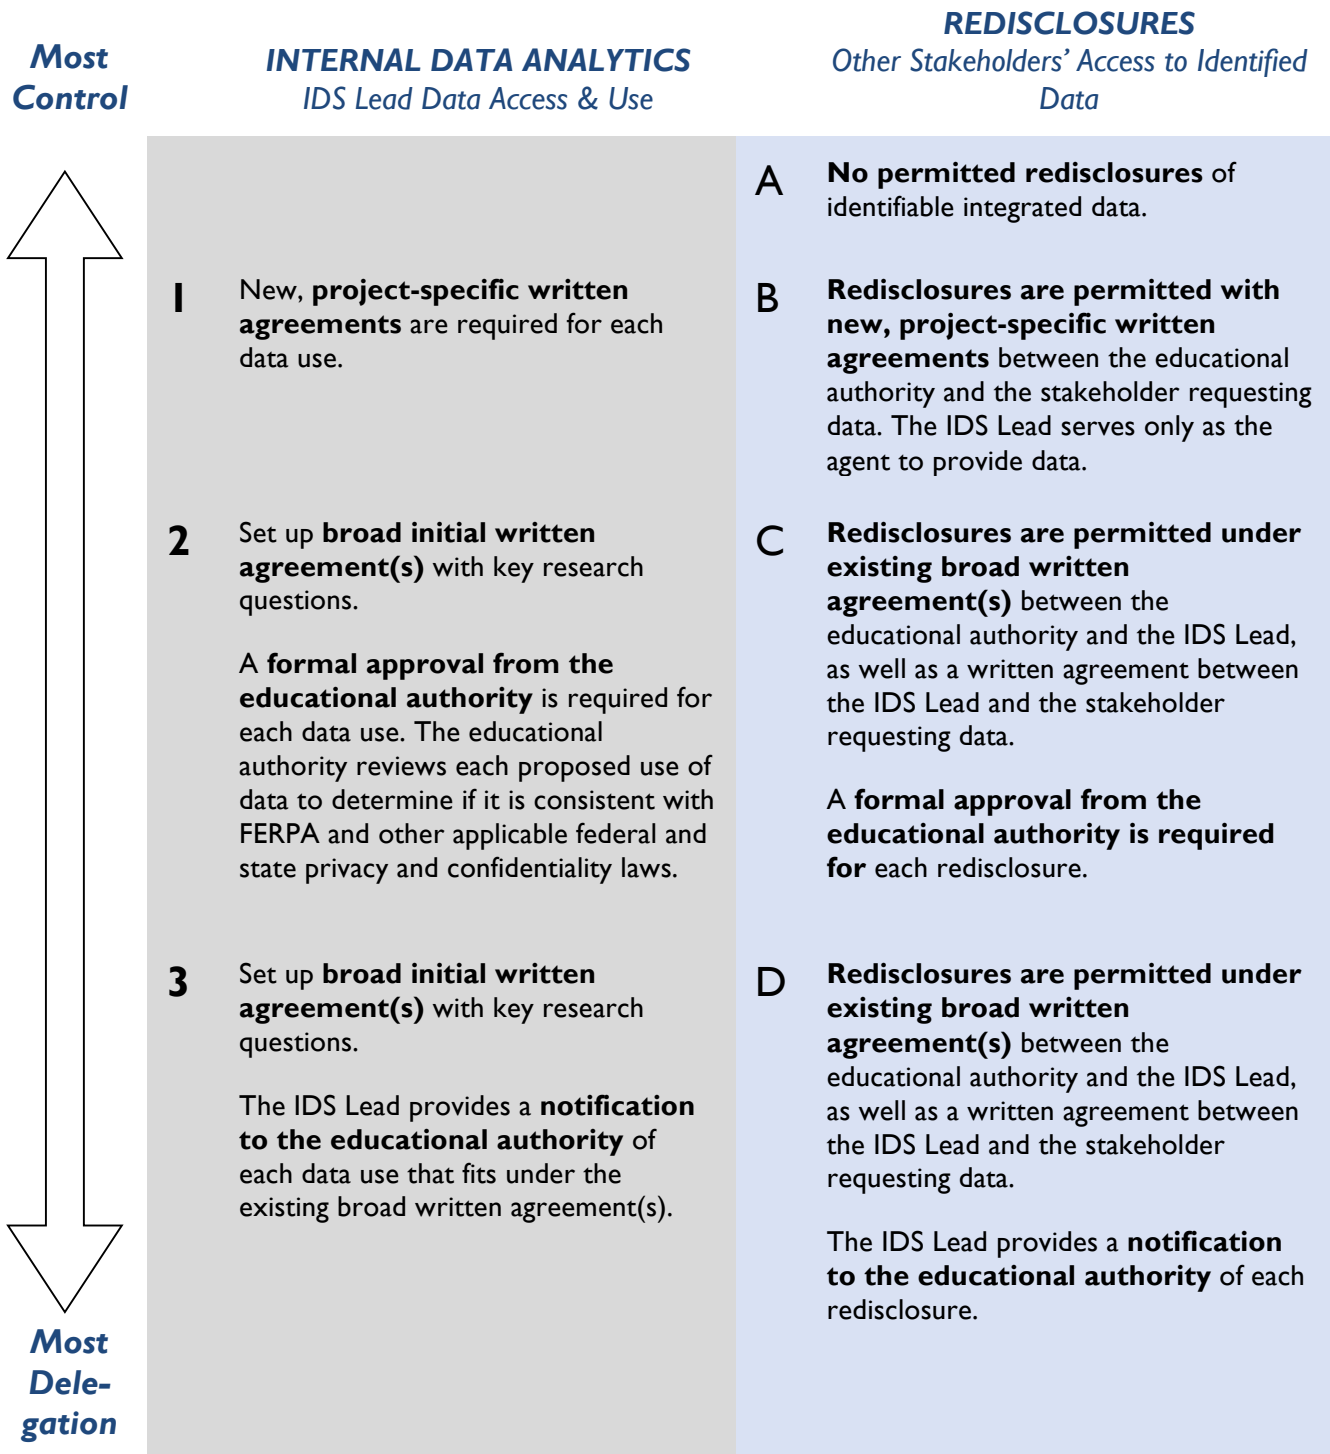 Most
Control
INTERNAL DATA ANALYTICS
IDS Lead Data Access & Use
REDISCLOSURES
Other Stakeholders’ Access to Identified
Data
A
No permitted redisclosures of
identifiable integrated data.
1
New, project-specific written
agreements are required for each
data use.
B
Redisclosures are permitted with
new, project-specific written
agreements between the educational
authority and the stakeholder requesting
data. The IDS Lead serves only as the
agent to provide data.
2
Set up broad initial written
agreement(s) with key research
questions.
A formal approval from the
educational authority is required for
each data use. The educational
authority reviews each proposed use of
data to determine if it is consistent with
FERPA and other applicable federal and
state privacy and confidentiality laws.
C
Redisclosures are permitted under
existing broad written
agreement(s) between the
educational authority and the IDS Lead,
as well as a written agreement between
the IDS Lead and the stakeholder
requesting data.
A formal approval from the
educational authority is required
for each redisclosure.
3
Set up broad initial written
agreement(s) with key research
questions.
The IDS Lead provides a notification
to the educational authority of
each data use that fits under the
existing broad written agreement(s).
D
Redisclosures are permitted under
existing broad written
agreement(s) between the
educational authority and the IDS Lead,
as well as a written agreement between
the IDS Lead and the stakeholder
requesting data.
The IDS Lead provides a notification
to the educational authority of each
redisclosure.
Most
Dele-
gation